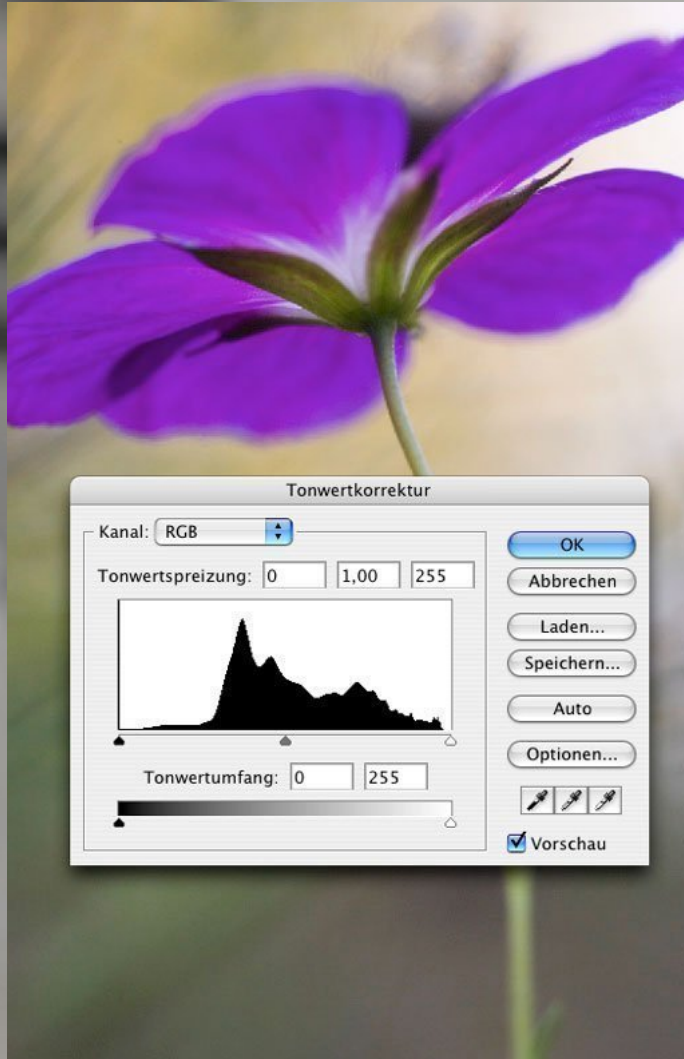 Tonwertkorrektur
Kanal: RGB
Tonwertspreizung: 0 1,00 255
Tonwertumfang: 0 255
OK
Abbrechen
Laden...
Speichern...
Auto
Optionen...
Vorschau